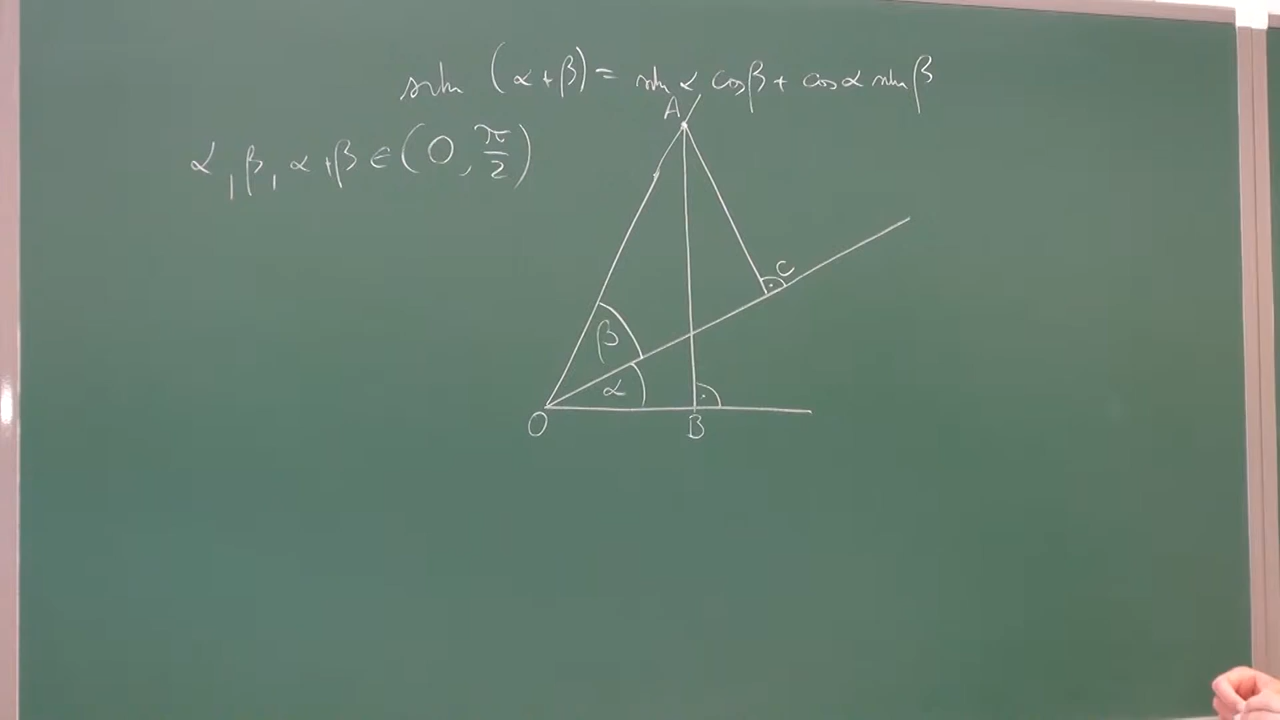 sin (α+β) = sin α cos β + cos α sin β
α, β, α+β ∈ (0, π/2)
A
C
β
α
O
B